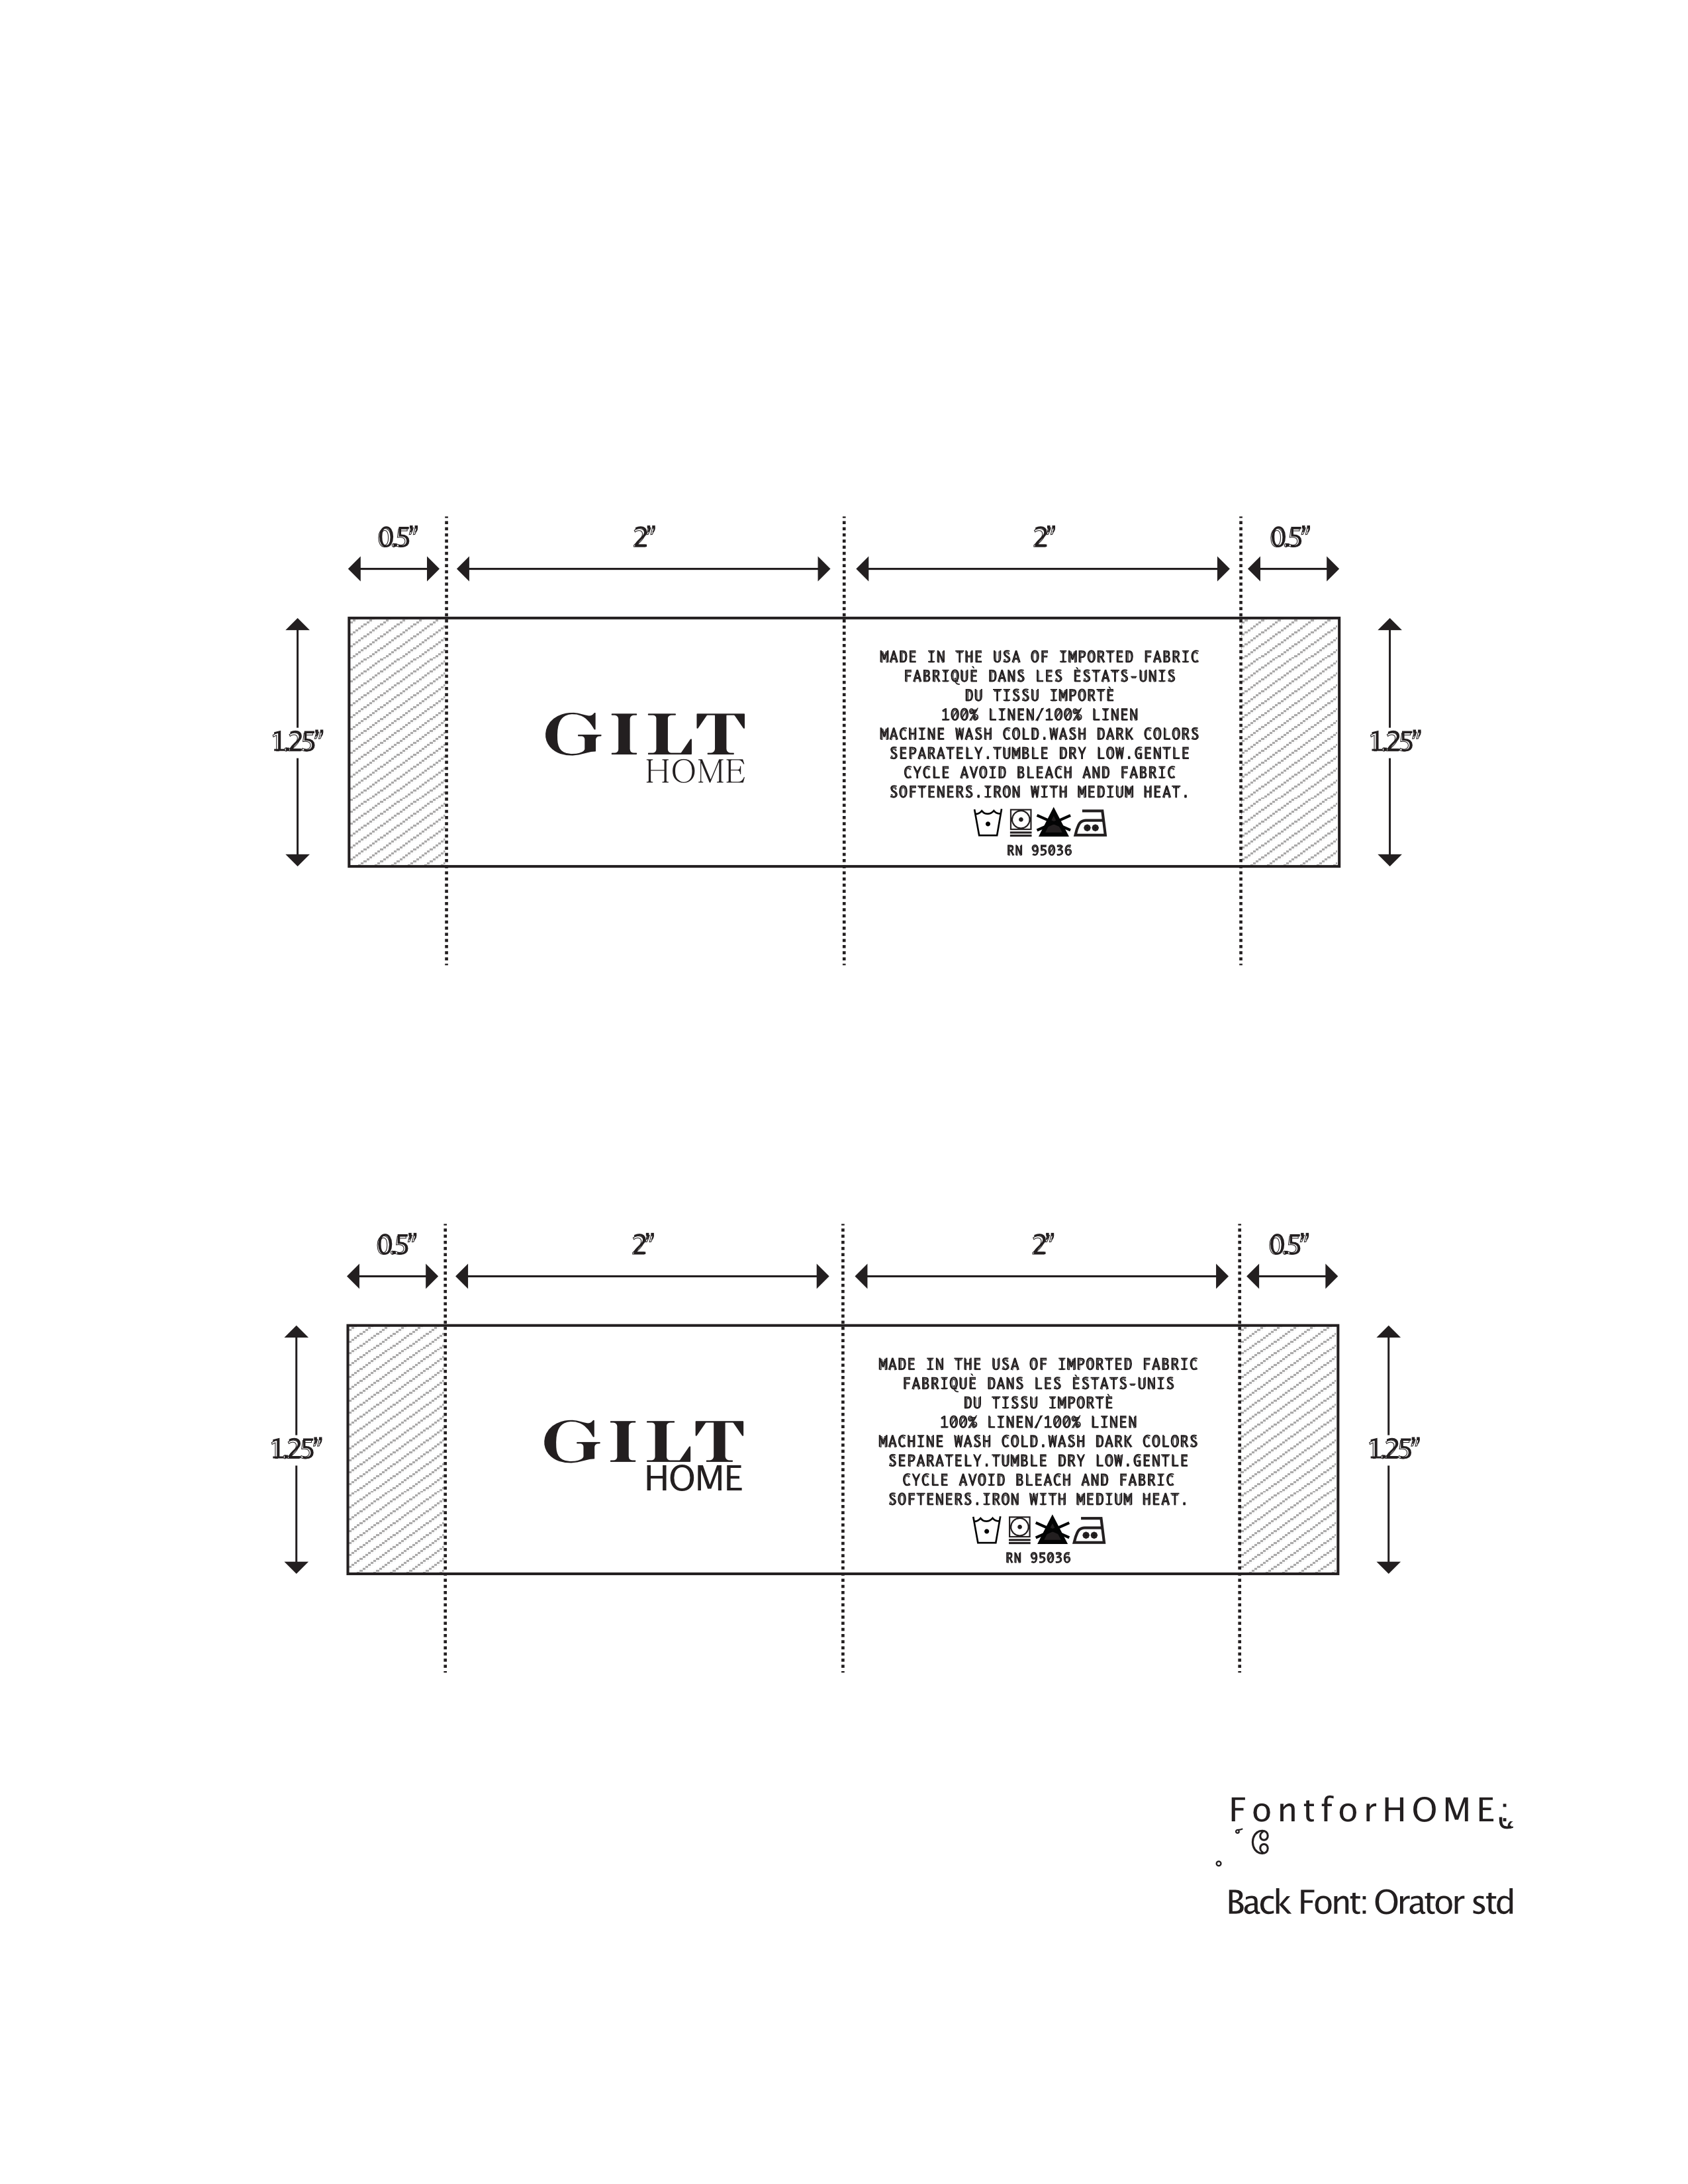 0.5” 2” 2” 0.5”
1.25” 1.25”
GILT
HOME
MADE IN THE USA OF IMPORTED FABRIC
FABRIQUÈ DANS LES ÈSTATS-UNIS
DU TISSU IMPORTÈ
100% LINEN/100% LINEN
MACHINE WASH COLD.WASH DARK COLORS
SEPARATELY.TUMBLE DRY LOW.GENTLE
CYCLE AVOID BLEACH AND FABRIC
SOFTENERS.IRON WITH MEDIUM HEAT.
RN 95036
0.5” 2” 2” 0.5”
1.25” 1.25”
GILT
HOME
MADE IN THE USA OF IMPORTED FABRIC
FABRIQUÈ DANS LES ÈSTATS-UNIS
DU TISSU IMPORTÈ
100% LINEN/100% LINEN
MACHINE WASH COLD.WASH DARK COLORS
SEPARATELY.TUMBLE DRY LOW.GENTLE
CYCLE AVOID BLEACH AND FABRIC
SOFTENERS.IRON WITH MEDIUM HEAT.
RN 95036
FontforHOME:
Back Font: Orator std